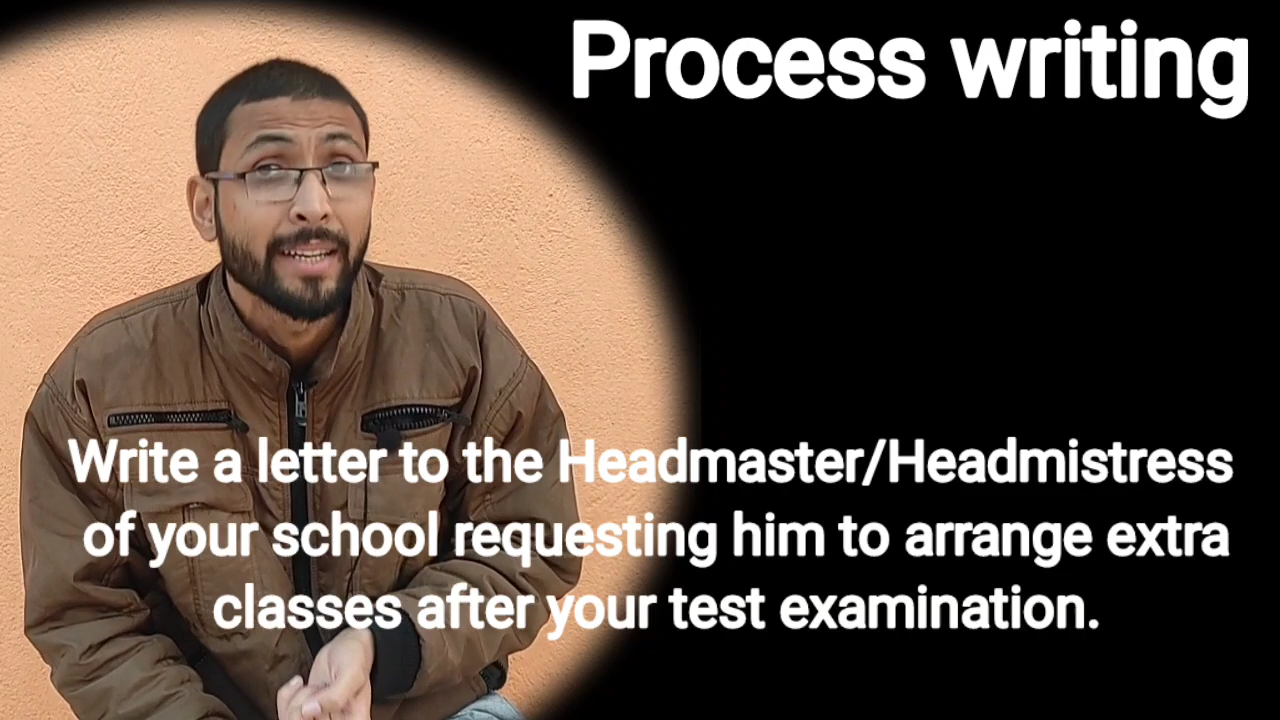 Process writing
Write a letter to the Headmaster/Headmistress
of your school requesting him to arrange extra
classes after your test examination.